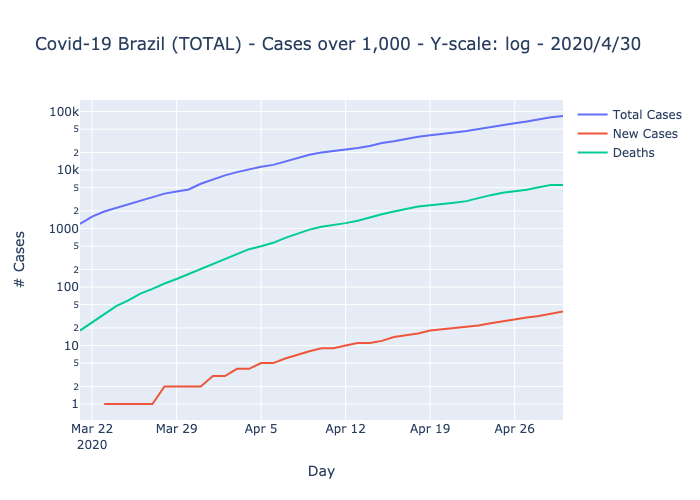 Covid-19 Brazil (TOTAL) - Cases over 1,000 - Y-scale: log - 2020/4/30
100k
5
2
10k
5
2
1000
5
2
100
5
2
10
5
2
1
# Cases
Mar 22 Mar 29 Apr 5 Apr 12 Apr 19 Apr 26
2020
Day
Total Cases
New Cases
Deaths